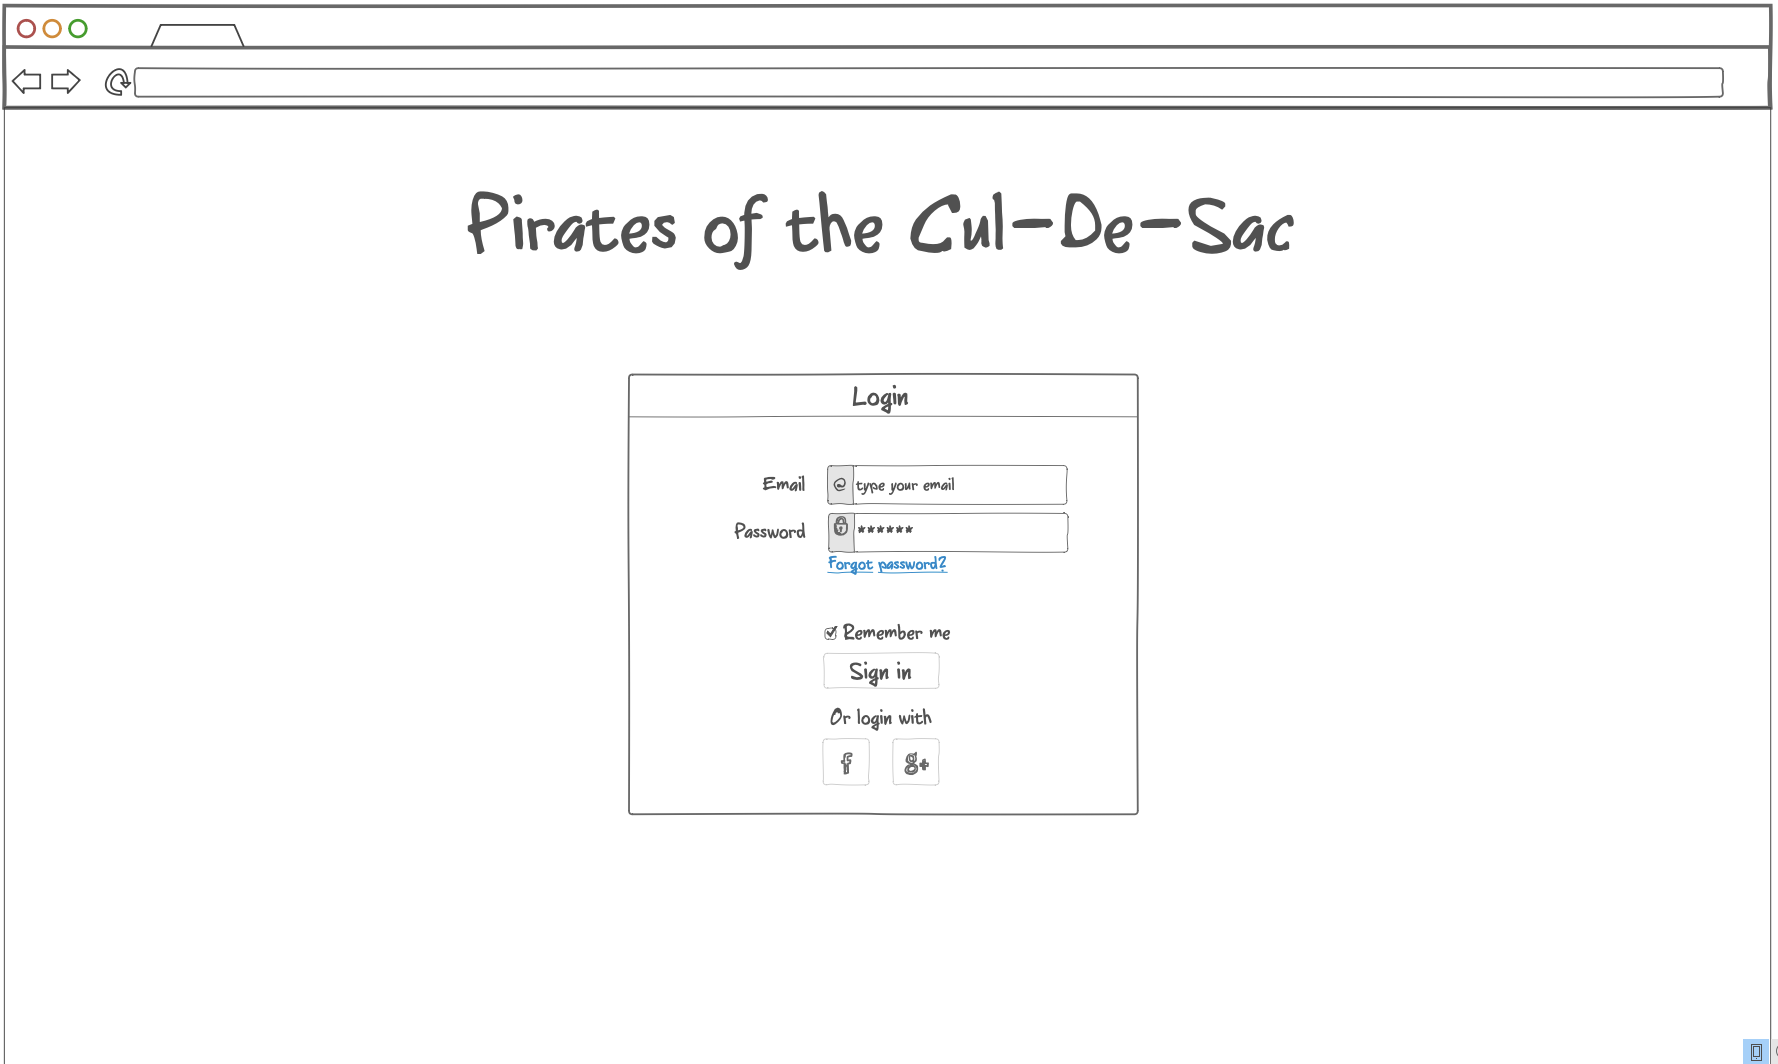 Pirates of the Cul-De-Sac
Login
Email @ type your email
Password ******
Forgot password?
Remember me
Sign in
Or login with
f g+